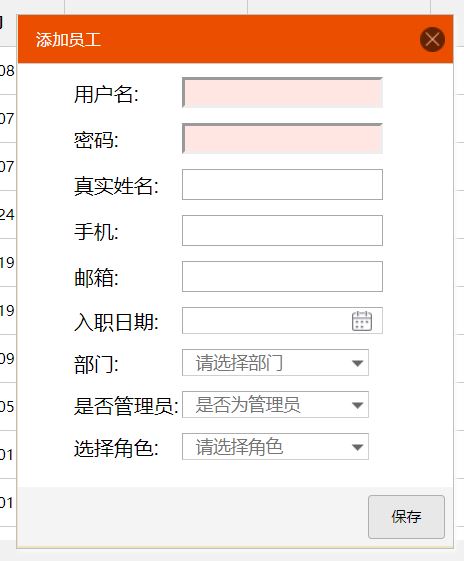 添加员工
08
用户名:
07
密码:
07
真实姓名:
24
手机:
19
邮箱:
19
入职日期:
09
部门: 请选择部门
05
是否管理员: 是否为管理员
01
选择角色: 请选择角色
01
保存